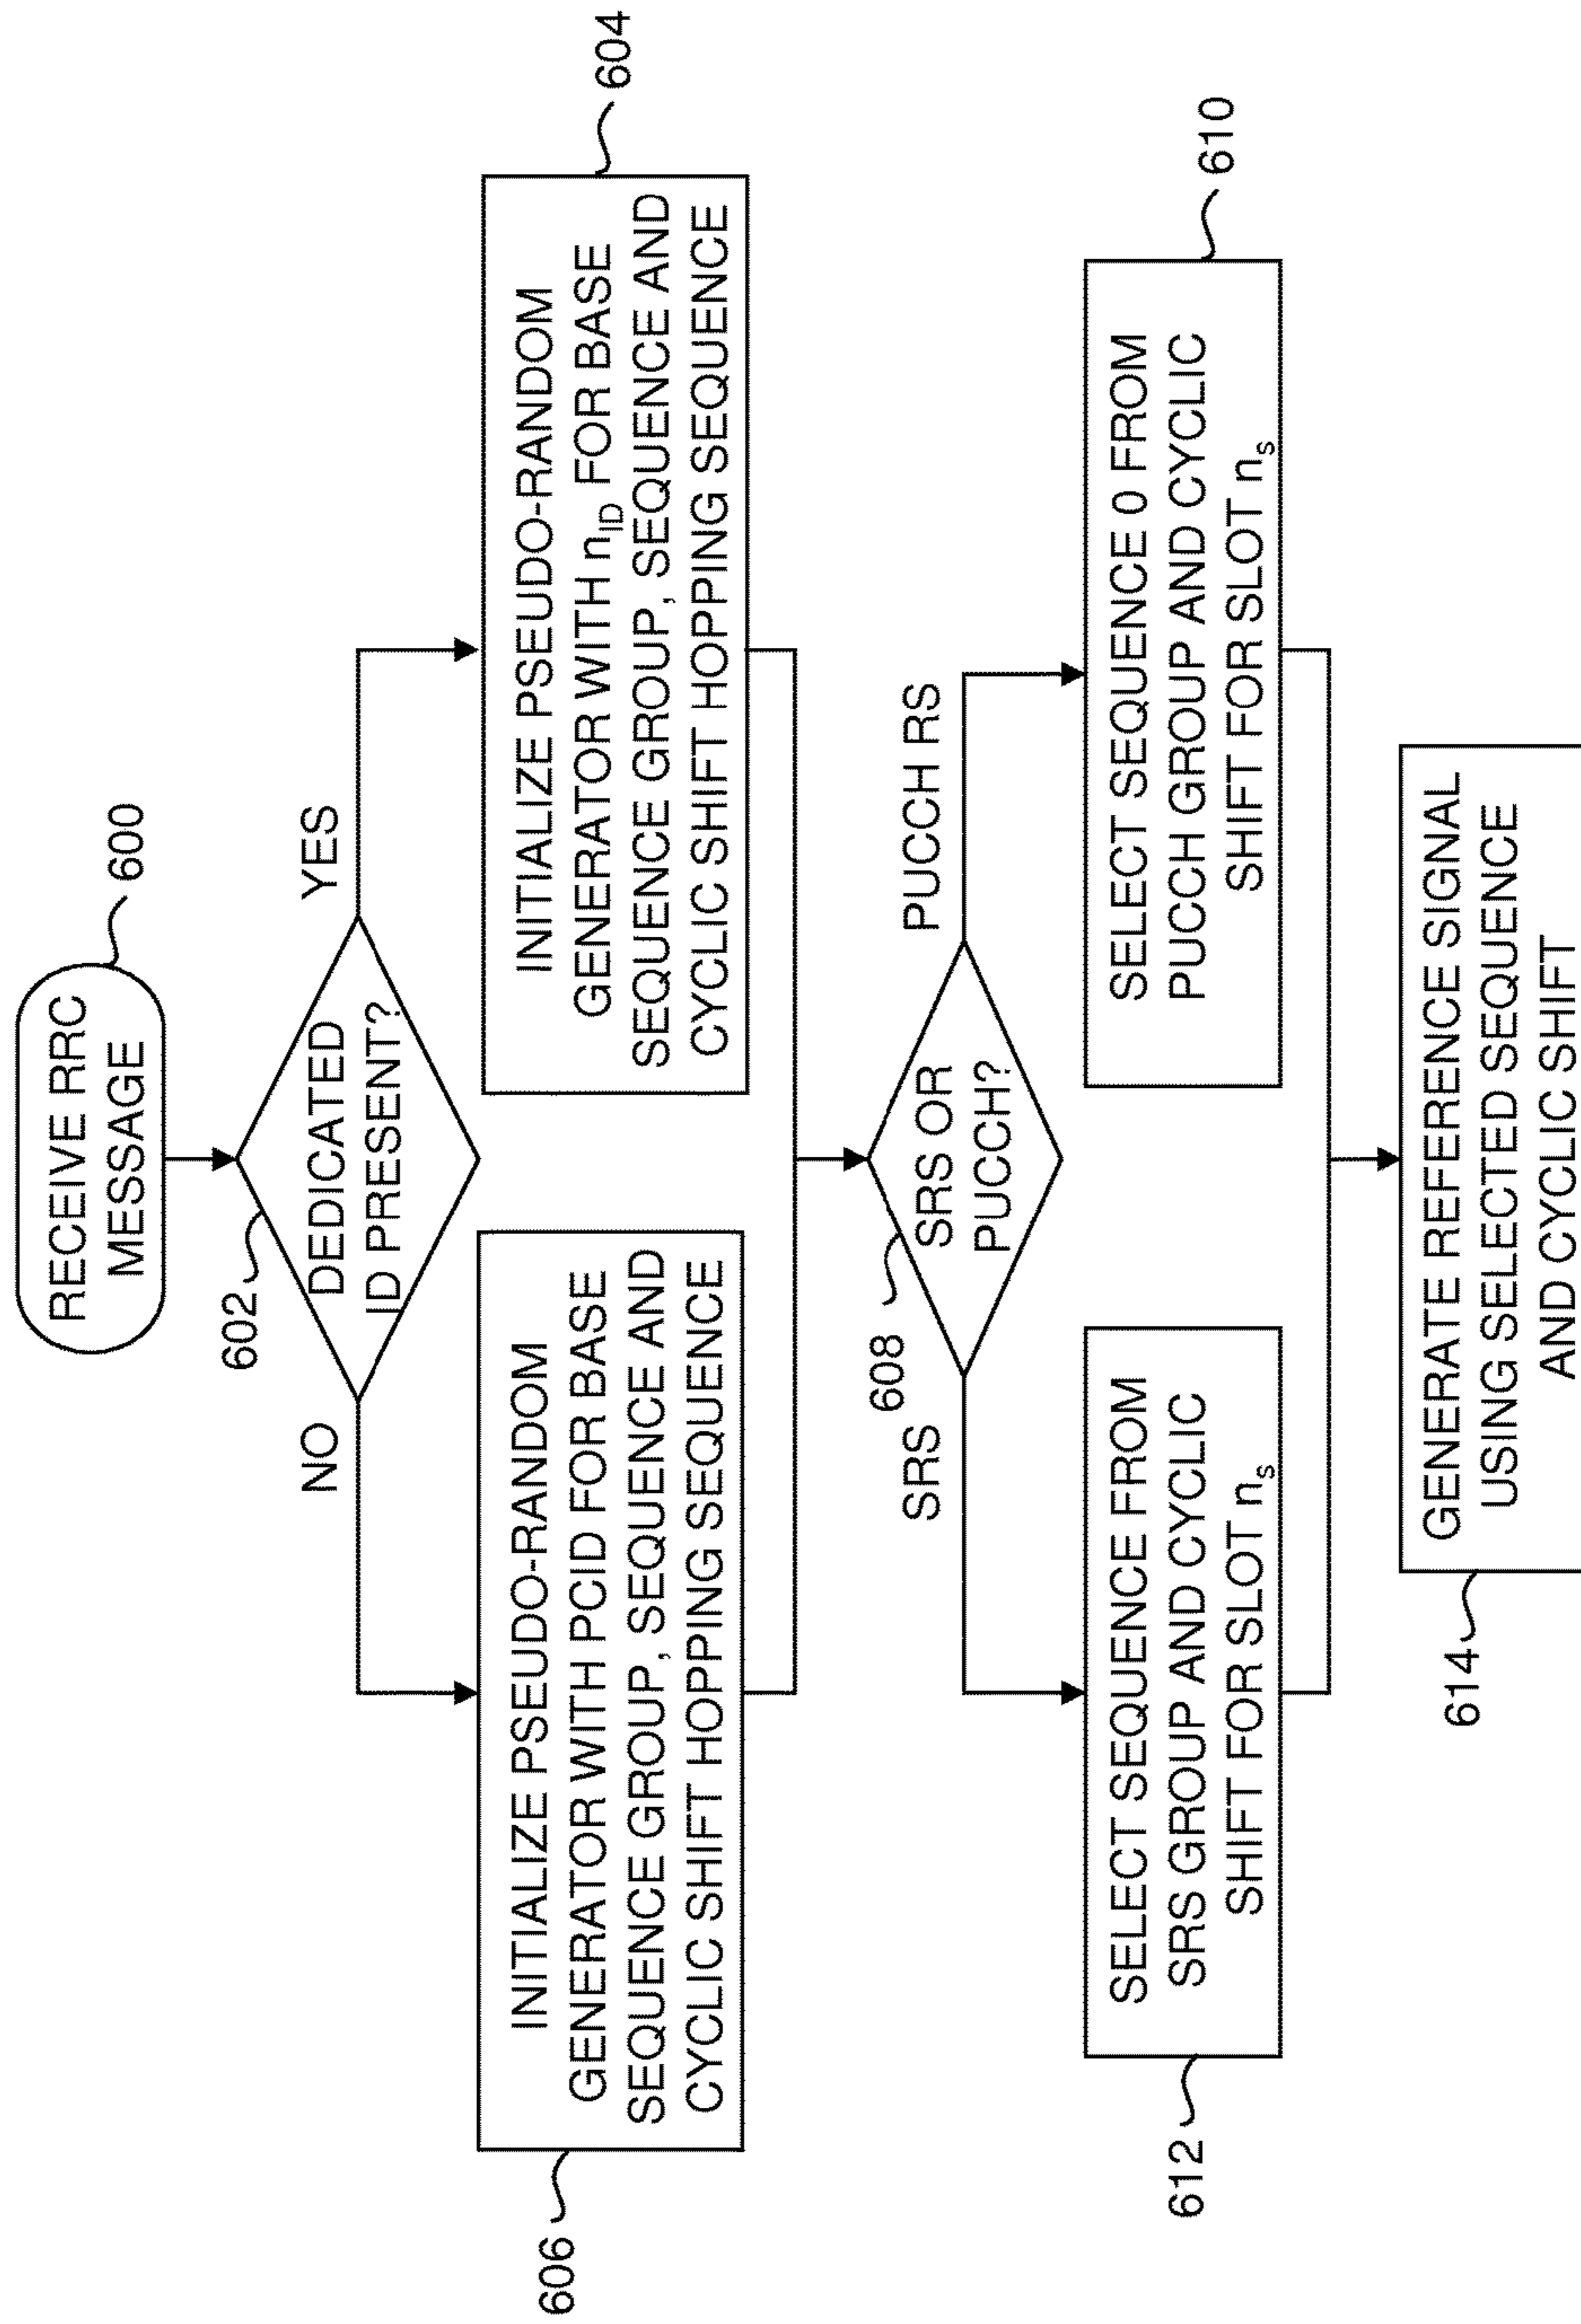 RECEIVE RRC
MESSAGE
600
602
DEDICATED
ID PRESENT?
NO
YES
606
INITIALIZE PSEUDO-RANDOM
GENERATOR WITH PCID FOR BASE
SEQUENCE GROUP, SEQUENCE AND
CYCLIC SHIFT HOPPING SEQUENCE
INITIALIZE PSEUDO-RANDOM
GENERATOR WITH nID FOR BASE
SEQUENCE GROUP, SEQUENCE AND
CYCLIC SHIFT HOPPING SEQUENCE
604
608
SRS OR
PUCCH?
SRS
PUCCH RS
612
SELECT SEQUENCE FROM
SRS GROUP AND CYCLIC
SHIFT FOR SLOT ns
SELECT SEQUENCE 0 FROM
PUCCH GROUP AND CYCLIC
SHIFT FOR SLOT ns
610
614
GENERATE REFERENCE SIGNAL
USING SELECTED SEQUENCE
AND CYCLIC SHIFT